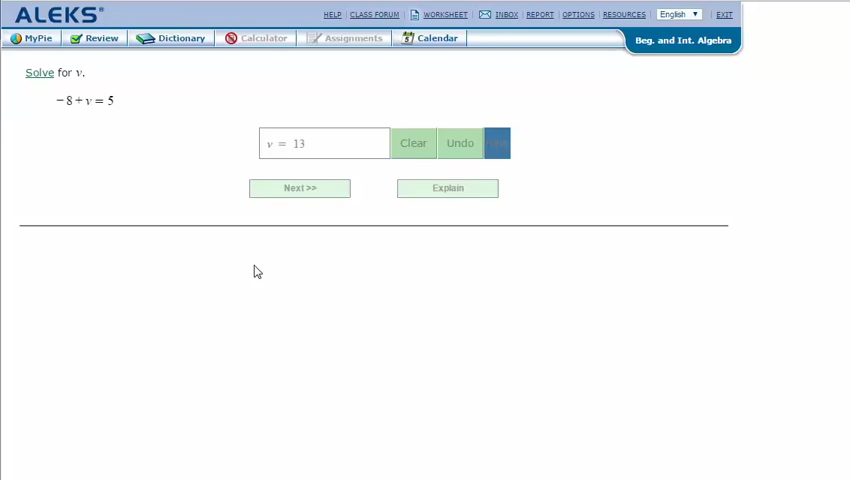 ALEKS®
HELP | CLASS FORUM | WORKSHEET INBOX | REPORT | OPTIONS | RESOURCES English ▼ | EXIT
MyPie Review Dictionary Calculator Assignments Calendar Beg. and Int. Algebra
Solve for v.
−8 + v = 5
v = 13 Clear Undo
Next >> Explain